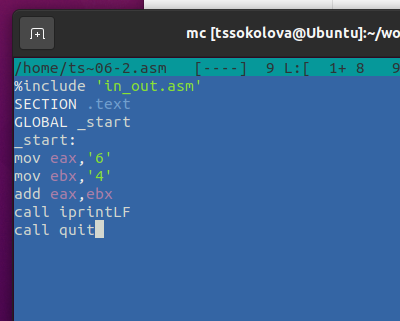 mc [tssokolova@Ubuntu]:~/wo
/home/ts~06-2.asm [----] 9 L:[ 1+ 8 9
%include 'in_out.asm'
SECTION .text
GLOBAL _start
_start:
mov eax,'6'
mov ebx,'4'
add eax,ebx
call iprintLF
call quit